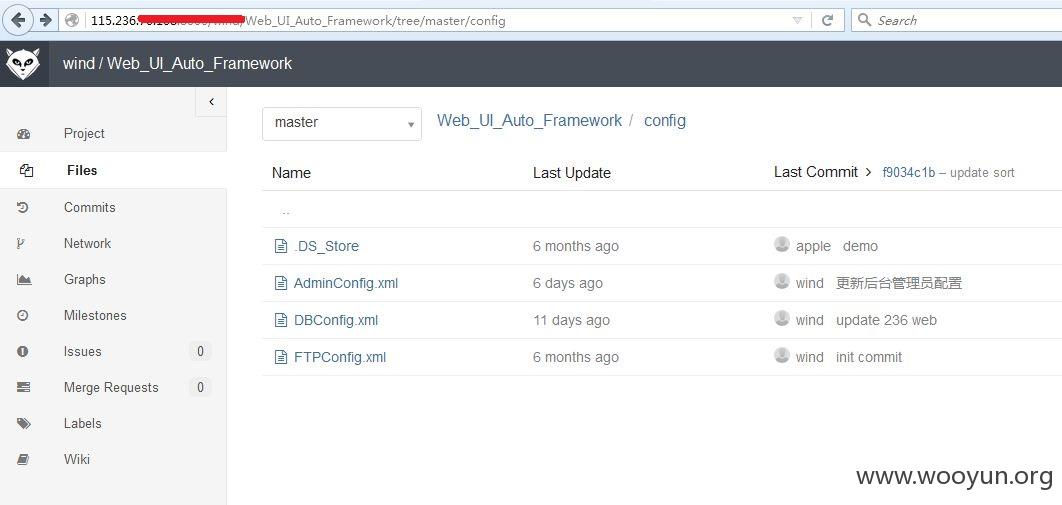 115.236. /Web_UI_Auto_Framework/tree/master/config
Search
wind / Web_UI_Auto_Framework
Project
Files
Commits
Network
Graphs
Milestones
Issues 0
Merge Requests 0
Labels
Wiki
master
Web_UI_Auto_Framework / config
Name Last Update Last Commit > f9034c1b – update sort
..
.DS_Store 6 months ago apple demo
AdminConfig.xml 6 days ago wind 更新后台管理员配置
DBConfig.xml 11 days ago wind update 236 web
FTPConfig.xml 6 months ago wind init commit
www.wooyun.org